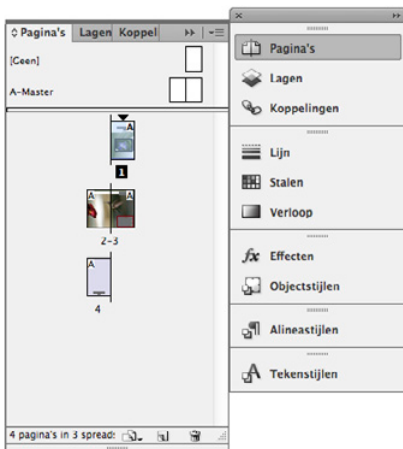 Pagina's Lagen Koppel
[Geen]
A-Master
A
1
A A
2-3
A
4
4 pagina's in 3 spread:
Pagina's
Lagen
Koppelingen
Lijn
Stalen
Verloop
fx Effecten
Objectstijlen
Alineastijlen
Tekenstijlen